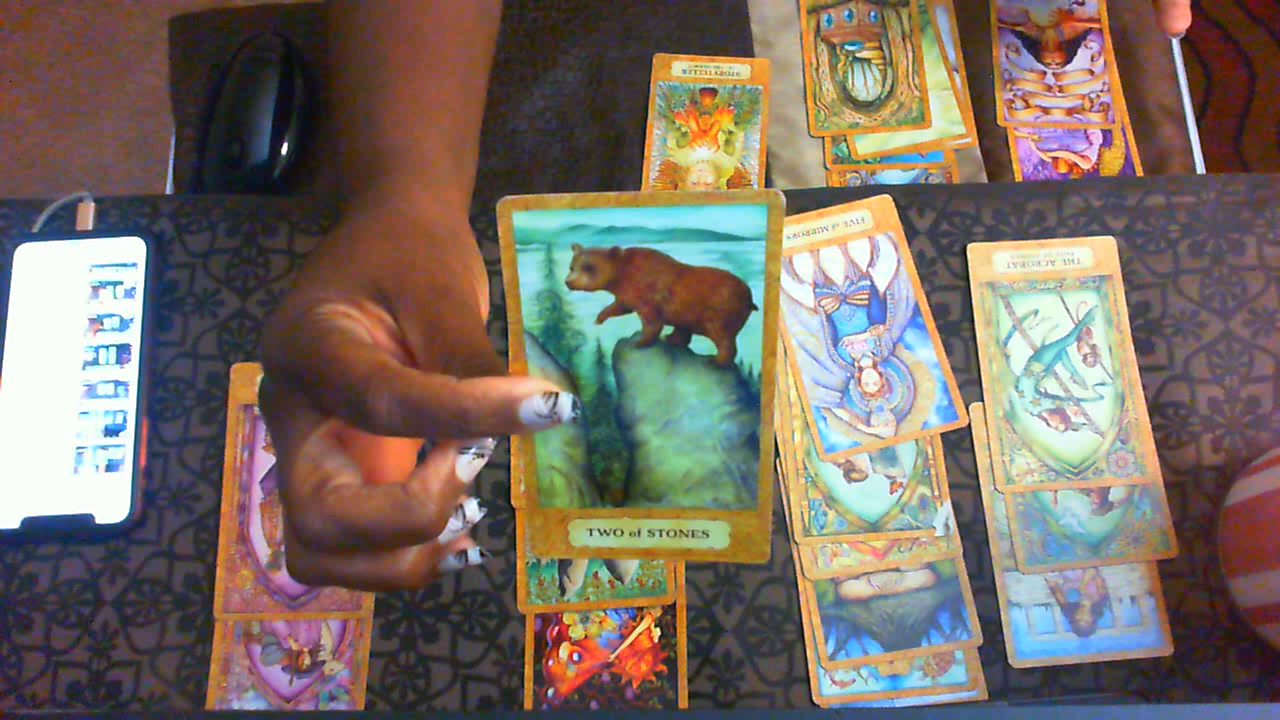 STORYTELLER
FIVE of MIRRORS
THE ACROBAT
TWO of STONES